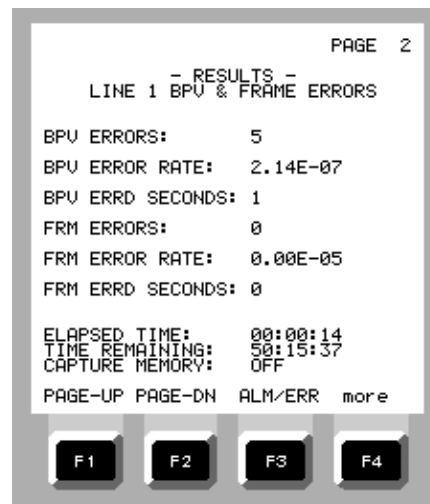 PAGE 2
- RESULTS -
LINE 1 BPV & FRAME ERRORS
BPV ERRORS: 5
BPV ERROR RATE: 2.14E-07
BPV ERRD SECONDS: 1
FRM ERRORS: 0
FRM ERROR RATE: 0.00E-05
FRM ERRD SECONDS: 0
ELAPSED TIME: 00:00:14
TIME REMAINING: 50:15:37
CAPTURE MEMORY: OFF
PAGE-UP PAGE-DN ALM/ERR more
F1 F2 F3 F4